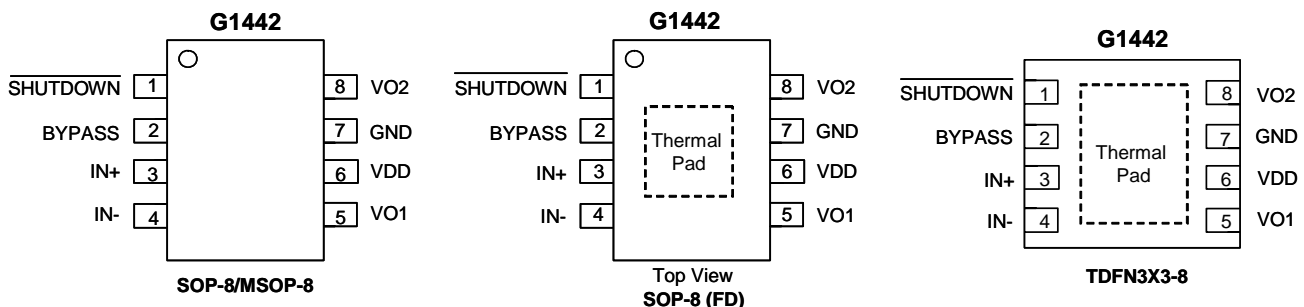 G1442
SHUTDOWN 1 8 VO2
BYPASS 2 7 GND
IN+ 3 6 VDD
IN- 4 5 VO1
SOP-8/MSOP-8
G1442
SHUTDOWN 1 8 VO2
BYPASS 2 7 GND
Thermal
Pad
IN+ 3 6 VDD
IN- 4 5 VO1
Top View
SOP-8 (FD)
G1442
SHUTDOWN 1 8 VO2
BYPASS 2 7 GND
Thermal
Pad
IN+ 3 6 VDD
IN- 4 5 VO1
TDFN3X3-8